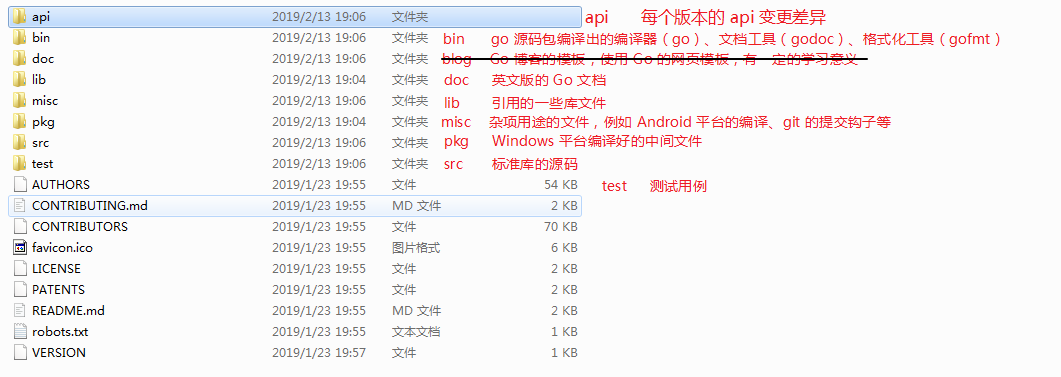 api 2019/2/13 19:06 文件夹 api 每个版本的 api 变更差异
bin 2019/2/13 19:06 文件夹 bin go 源码包编译出的编译器（go）、文档工具（godoc）、格式化工具（gofmt）
doc 2019/2/13 19:06 文件夹 blog Go 博客的模板，使用 Go 的网页模板，有一定的学习意义
lib 2019/2/13 19:04 文件夹 doc 英文版的 Go 文档
misc 2019/2/13 19:06 文件夹 lib 引用的一些库文件
pkg 2019/2/13 19:04 文件夹 misc 杂项用途的文件，例如 Android 平台的编译、git 的提交钩子等
src 2019/2/13 19:06 文件夹 pkg Windows 平台编译好的中间文件
test 2019/2/13 19:06 文件夹 src 标准库的源码
AUTHORS 2019/1/23 19:55 文件 54 KB test 测试用例
CONTRIBUTING.md 2019/1/23 19:55 MD 文件 2 KB
CONTRIBUTORS 2019/1/23 19:55 文件 70 KB
favicon.ico 2019/1/23 19:55 图片格式 6 KB
LICENSE 2019/1/23 19:55 文件 2 KB
PATENTS 2019/1/23 19:55 文件 2 KB
README.md 2019/1/23 19:55 MD 文件 2 KB
robots.txt 2019/1/23 19:55 文本文档 1 KB
VERSION 2019/1/23 19:57 文件 1 KB